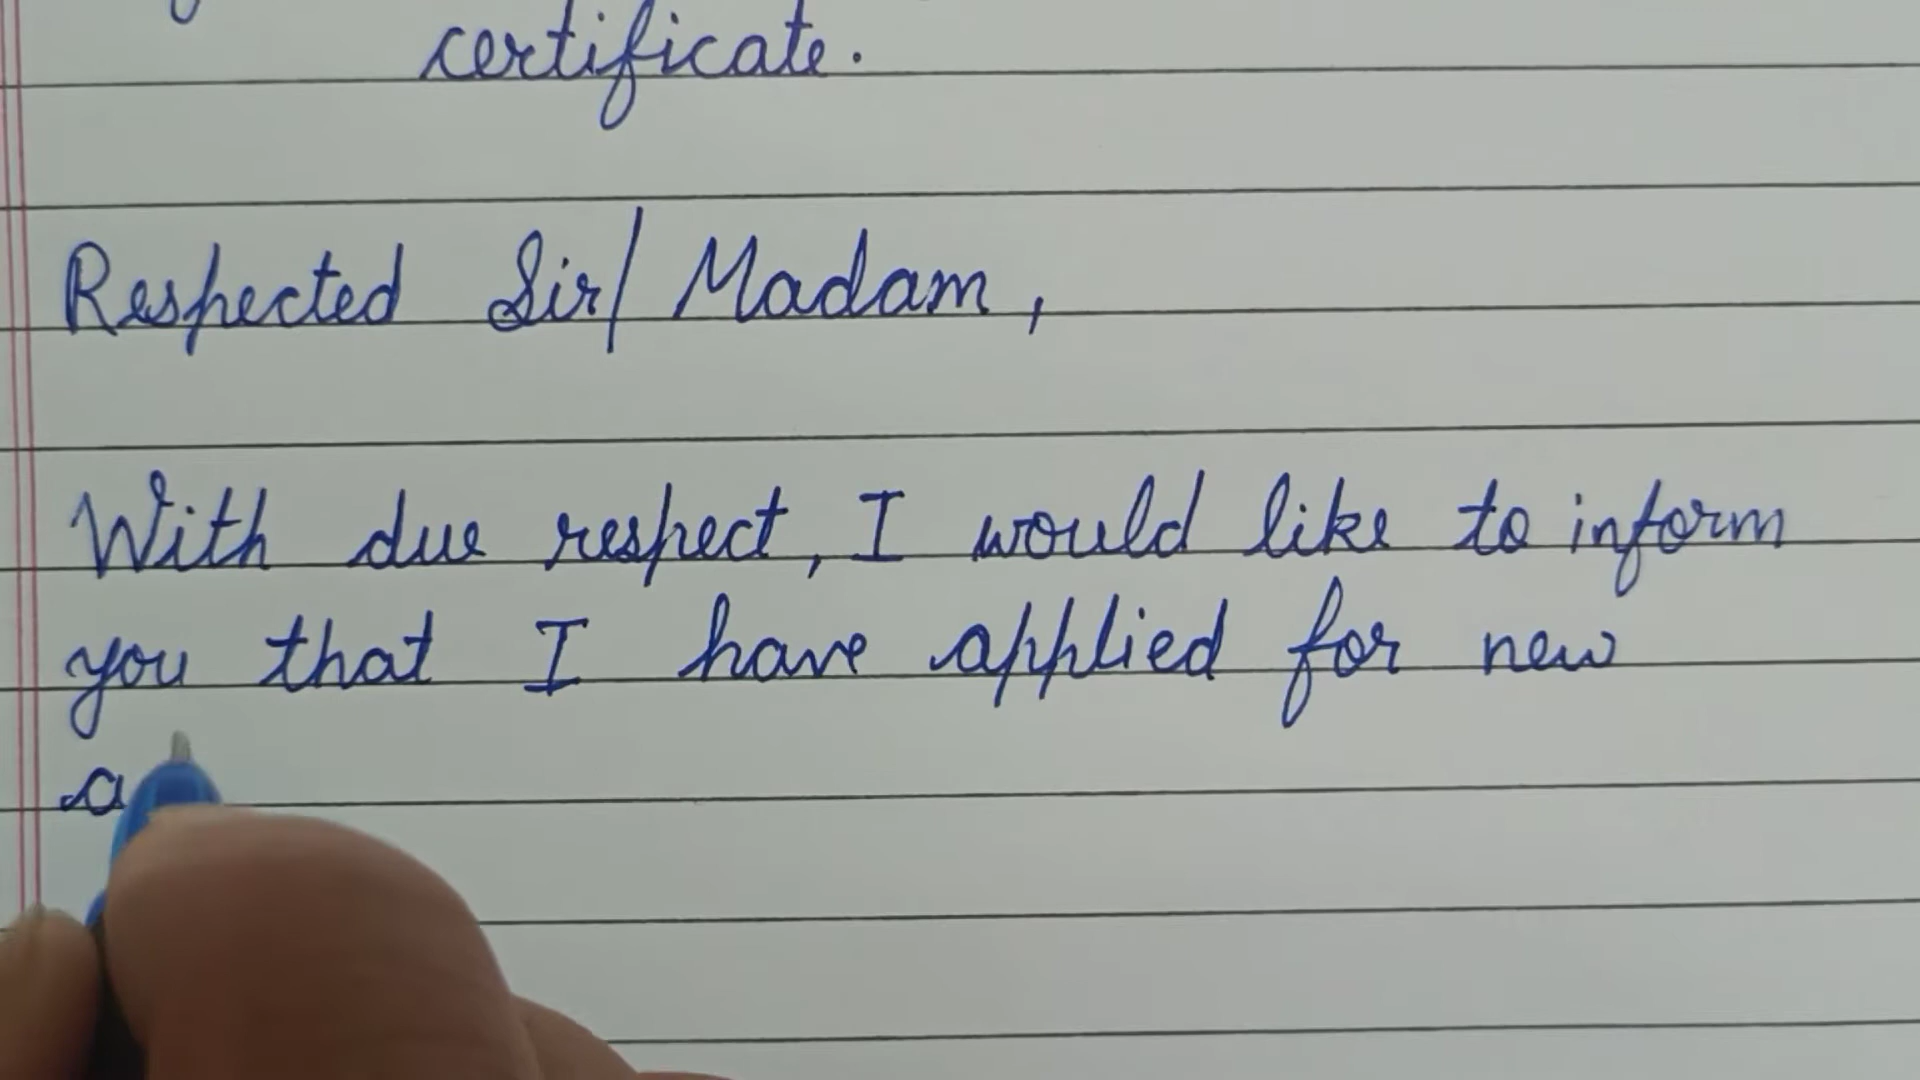 certificate.
Respected Sir/Madam,
With due respect, I would like to inform
you that I have applied for new
a